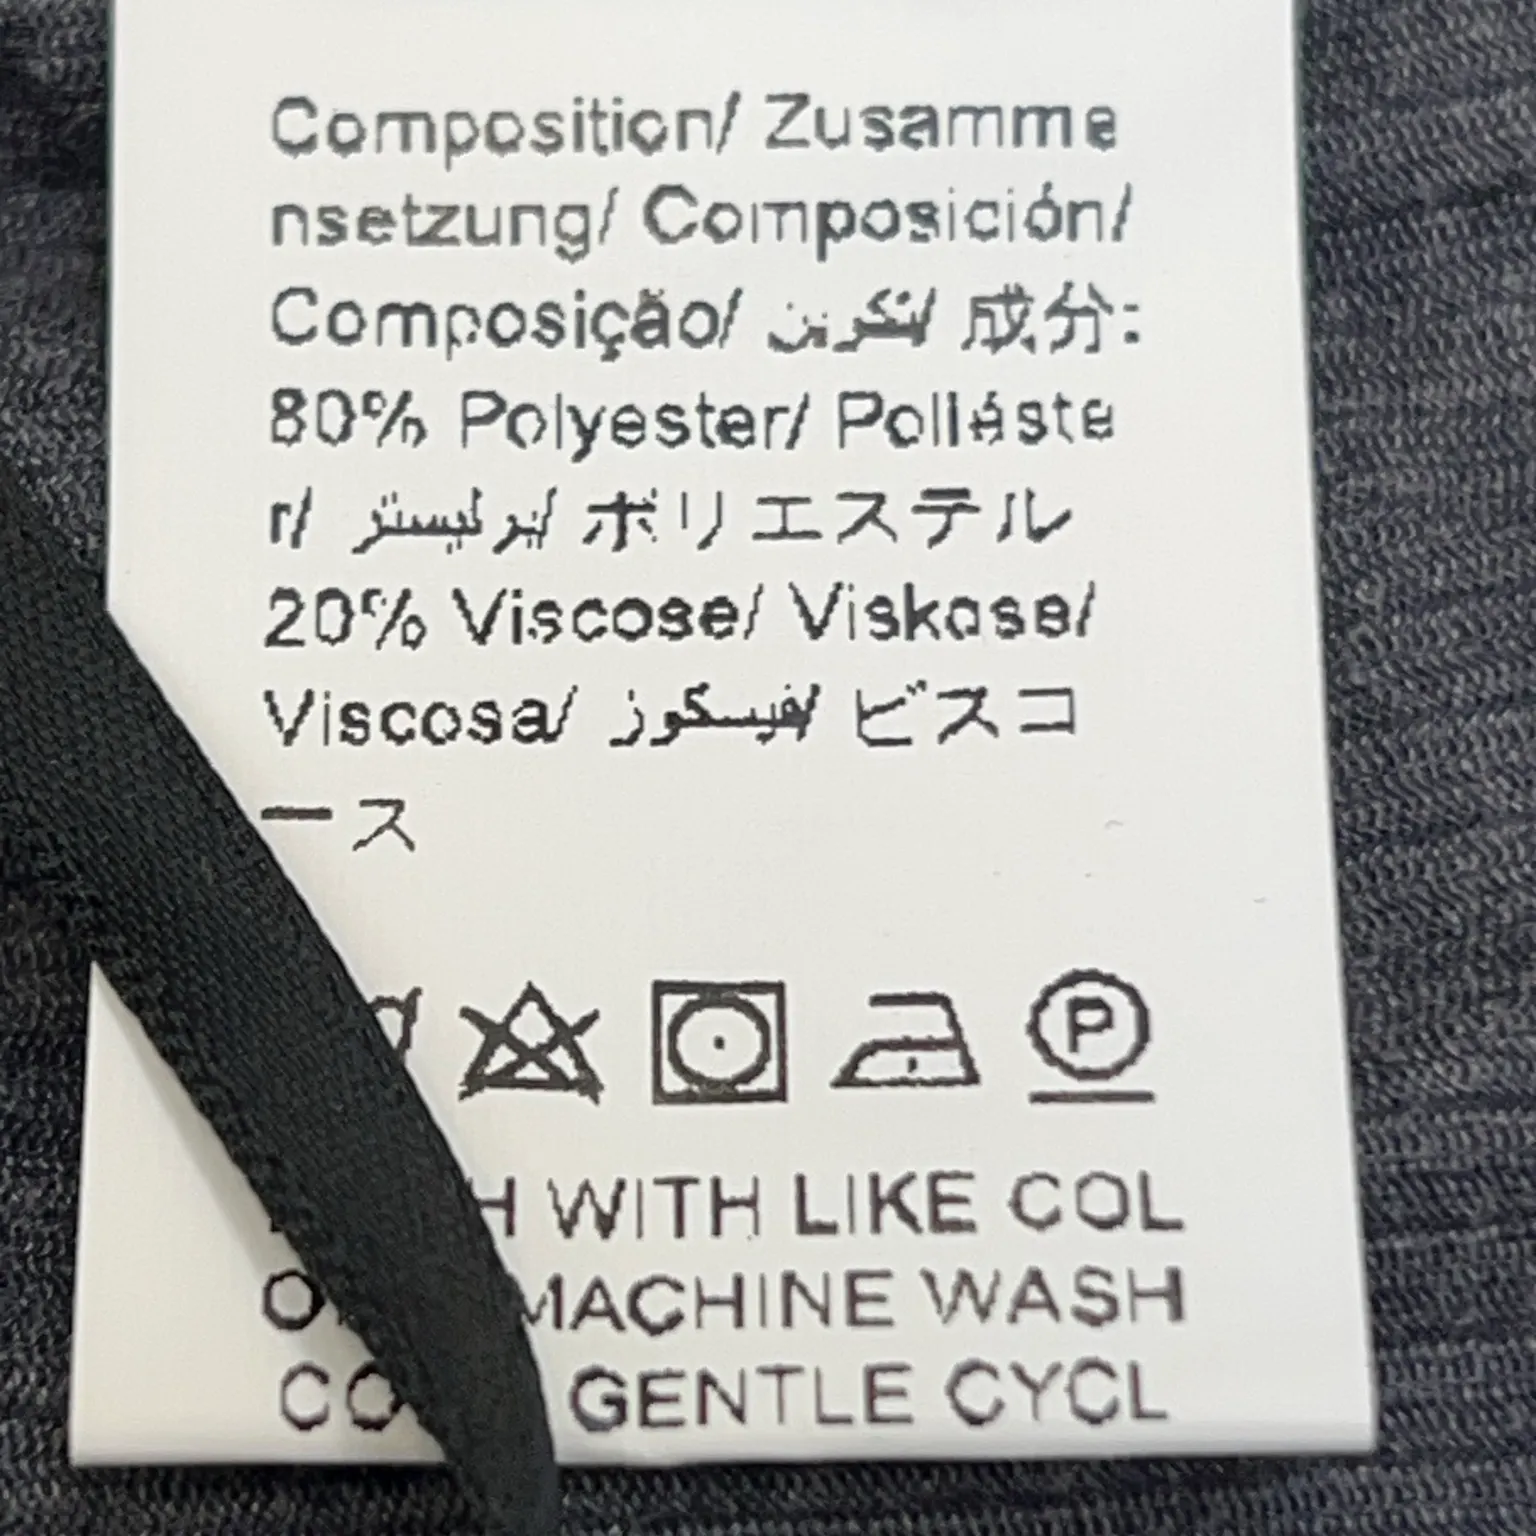 Composition/ Zusamme
nsetzung/ Composición/
Composição/ تكوين/ 成分:
80% Polyester/ Poliéste
r/ بوليستر/ ポリエステル
20% Viscose/ Viskose/
Viscosa/ فيسكوز/ ビスコ
ース
P
WITH LIKE COL
MACHINE WASH
GENTLE CYCL